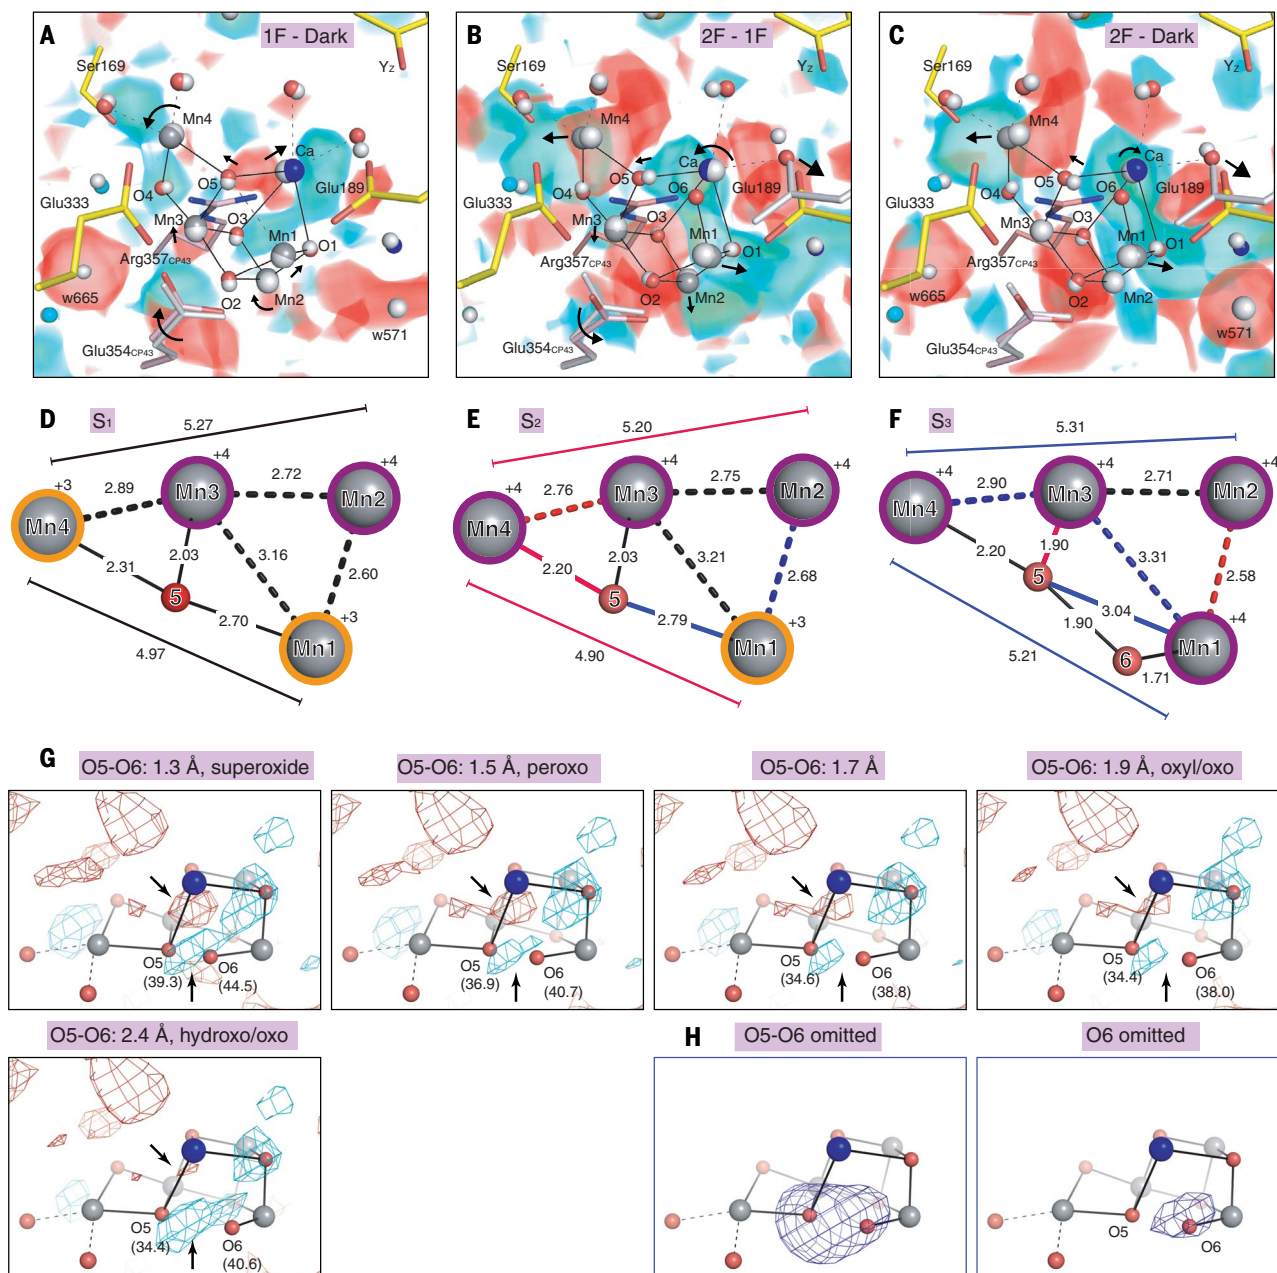 A
1F - Dark
Ser169
Yz
Mn4
Ca
O5
O4
Glu189
Glu333
Mn3
O3
Mn1
O1
Arg357CP43
w665
O2
Mn2
w571
Glu354CP43
B
2F - 1F
Ser169
Yz
Mn4
O5
Ca
O6
Glu189
O4
Glu333
Mn3
O3
Mn1
O1
Arg357CP43
O2
Mn2
Glu354CP43
C
2F - Dark
Ser169
Yz
Mn4
Ca
O5
O6
Glu189
O4
Glu333
Mn3
O3
Mn1
O1
Arg357CP43
w665
O2
Mn2
w571
Glu354CP43
D
S1
5.27
+4
+4
+3
2.89
Mn3
2.72
Mn2
Mn4
2.31
2.03
3.16
2.60
5
2.70
+3
Mn1
4.97
E
S2
5.20
+4
+4
+4
2.76
Mn3
2.75
Mn2
Mn4
2.20
2.03
3.21
2.68
5
2.79
+3
Mn1
4.90
F
S3
5.31
+4
+4
+4
2.90
Mn3
2.71
Mn2
Mn4
2.20
1.90
3.31
2.58
5
3.04
+4
1.90
Mn1
6
1.71
5.21
G
O5-O6: 1.3 Å, superoxide
O5
(39.3)
O6
(44.5)
O5-O6: 1.5 Å, peroxo
O5
(36.9)
O6
(40.7)
O5-O6: 1.7 Å
O5
(34.6)
O6
(38.8)
O5-O6: 1.9 Å, oxyl/oxo
O5
(34.4)
O6
(38.0)
O5-O6: 2.4 Å, hydroxo/oxo
O5
(34.4)
O6
(40.6)
H
O5-O6 omitted
O5
O6
O6 omitted
O5
O6